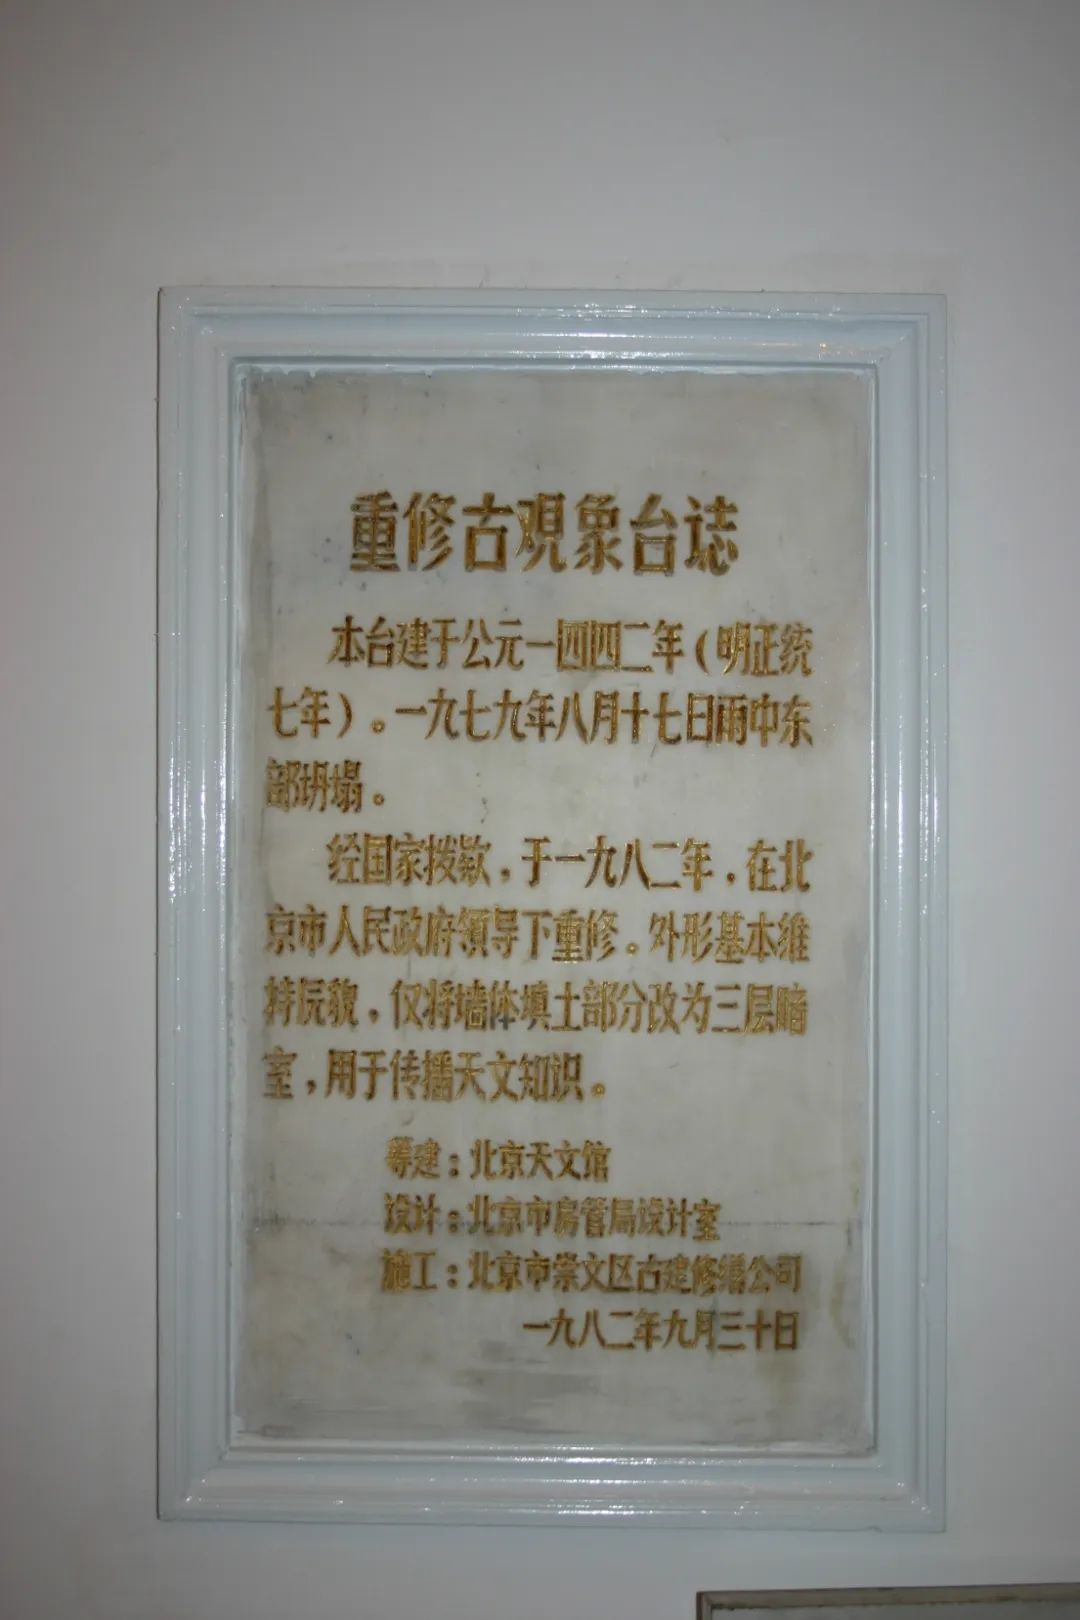 重修古观象台誌
本台建于公元一四四二年（明正统
七年）。一九七九年八月十七日雨中东
部坍塌。
经国家拨款，于一九八二年，在北
京市人民政府领导下重修。外形基本维
持原貌，仅将墙体填土部分改为三层暗
室，用于传播天文知识。
筹建：北京天文馆
设计：北京市房管局设计室
施工：北京市崇文区古建修缮公司
一九八二年九月三十日